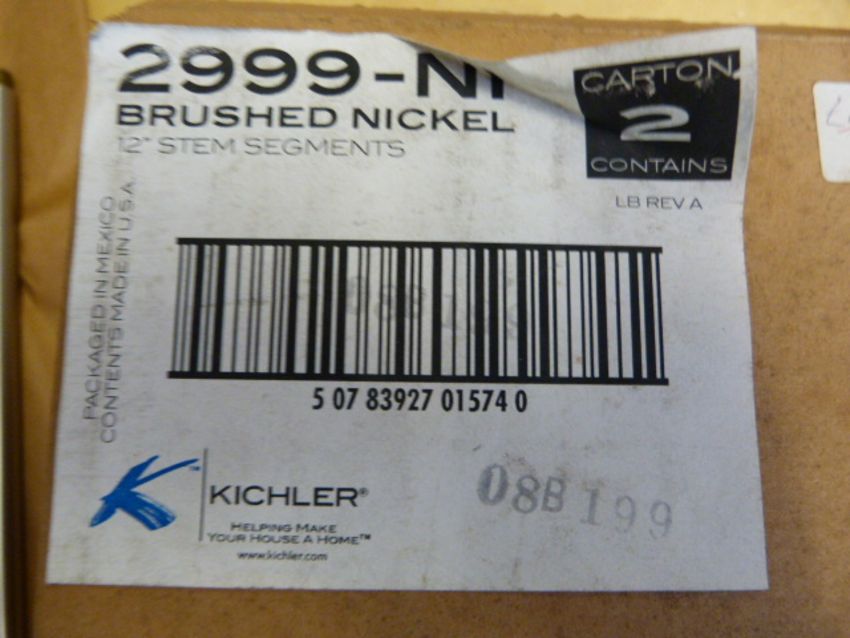 2999-NI
BRUSHED NICKEL
12" STEM SEGMENTS
CARTON
2
CONTAINS
LB REV A
PACKAGED IN MEXICO
CONTENTS MADE IN U.S.A.
5 07 83927 01574 0
KICHLER®
HELPING MAKE
YOUR HOUSE A HOME™
www.kichler.com
08B 199